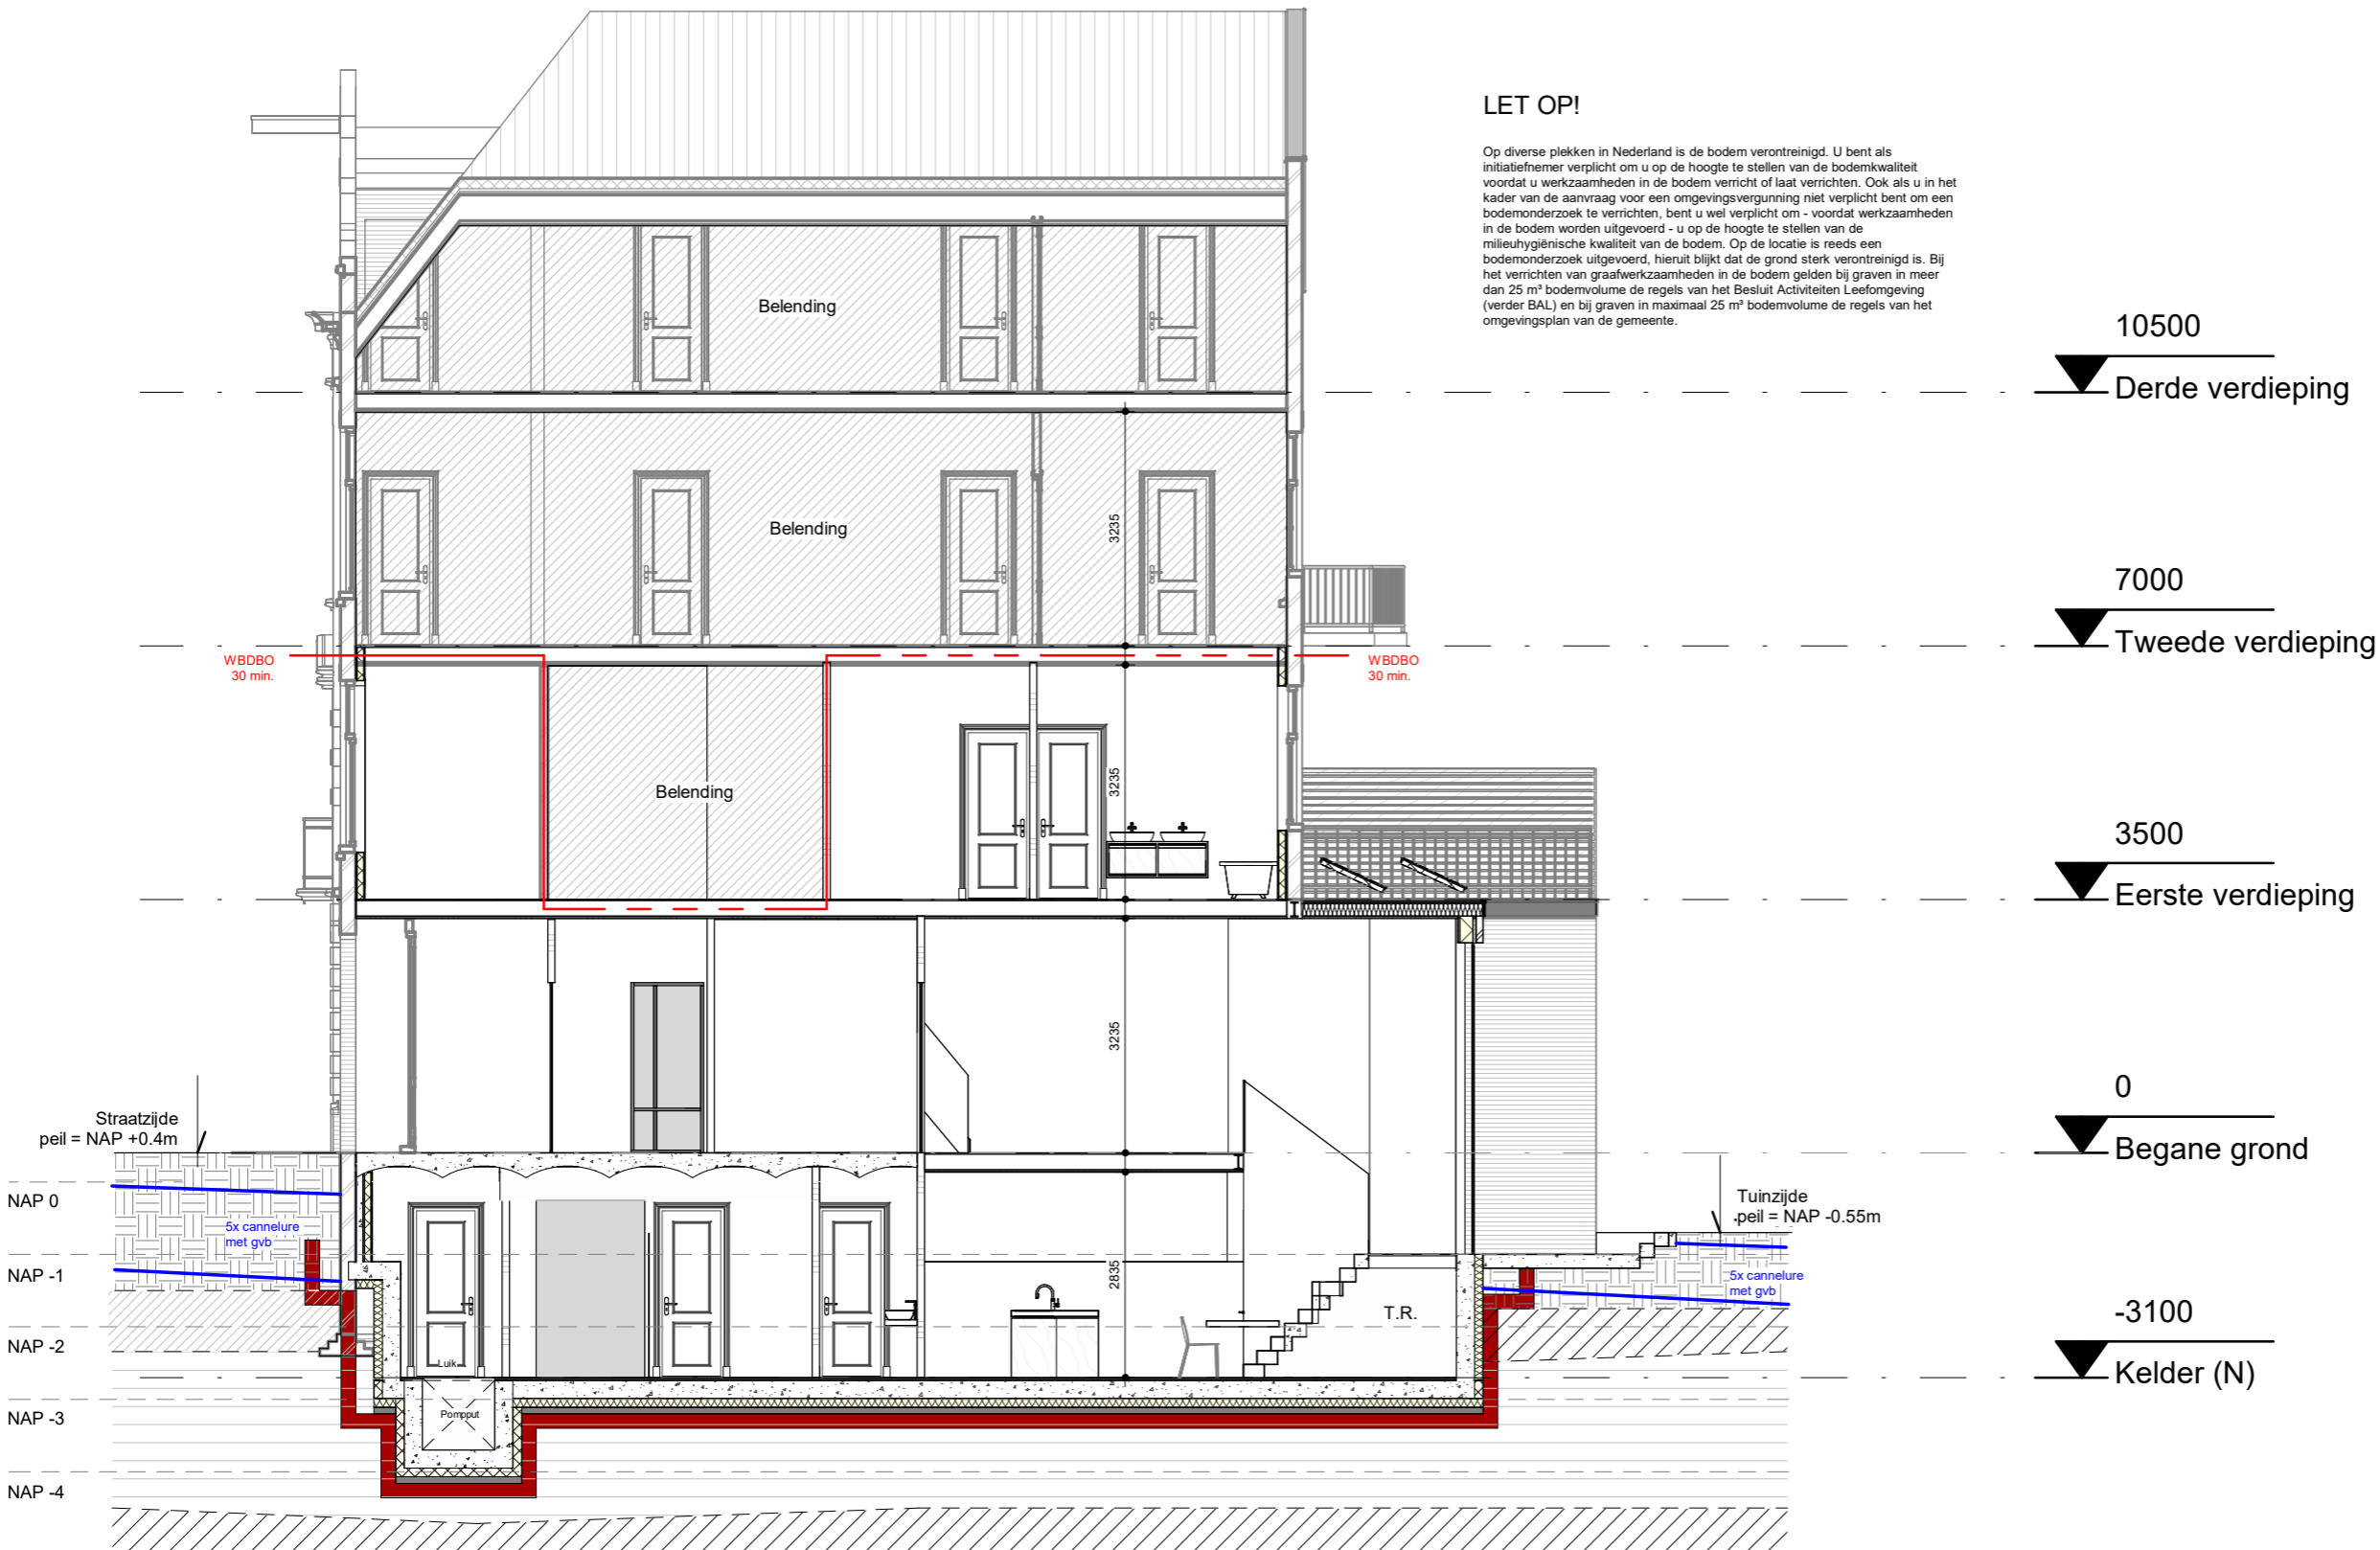 LET OP!
Op diverse plekken in Nederland is de bodem verontreinigd. U bent als
initiatiefnemer verplicht om u op de hoogte te stellen van de bodemkwaliteit
voordat u werkzaamheden in de bodem verricht of laat verrichten. Ook als u in het
kader van de aanvraag voor een omgevingsvergunning niet verplicht bent om een
bodemonderzoek te verrichten, bent u wel verplicht om - voordat werkzaamheden
in de bodem worden uitgevoerd - u op de hoogte te stellen van de
milieuhygiënische kwaliteit van de bodem. Op de locatie is reeds een
bodemonderzoek uitgevoerd, hieruit blijkt dat de grond sterk verontreinigd is. Bij
het verrichten van graafwerkzaamheden in de bodem gelden bij graven in meer
dan 25 m³ bodemvolume de regels van het Besluit Activiteiten Leefomgeving
(verder BAL) en bij graven in maximaal 25 m³ bodemvolume de regels van het
omgevingsplan van de gemeente.
Belending
10500
Derde verdieping
Belending
3235
7000
Tweede verdieping
WBDBO
30 min.
WBDBO
30 min.
Belending
3235
3500
Eerste verdieping
3235
0
Begane grond
Straatzijde
peil = NAP +0.4m
NAP 0
5x cannelure
met gvb
Tuinzijde
peil = NAP -0.55m
NAP -1
2835
5x cannelure
met gvb
T.R.
-3100
Kelder (N)
NAP -2
Luik
NAP -3
Pompput
NAP -4